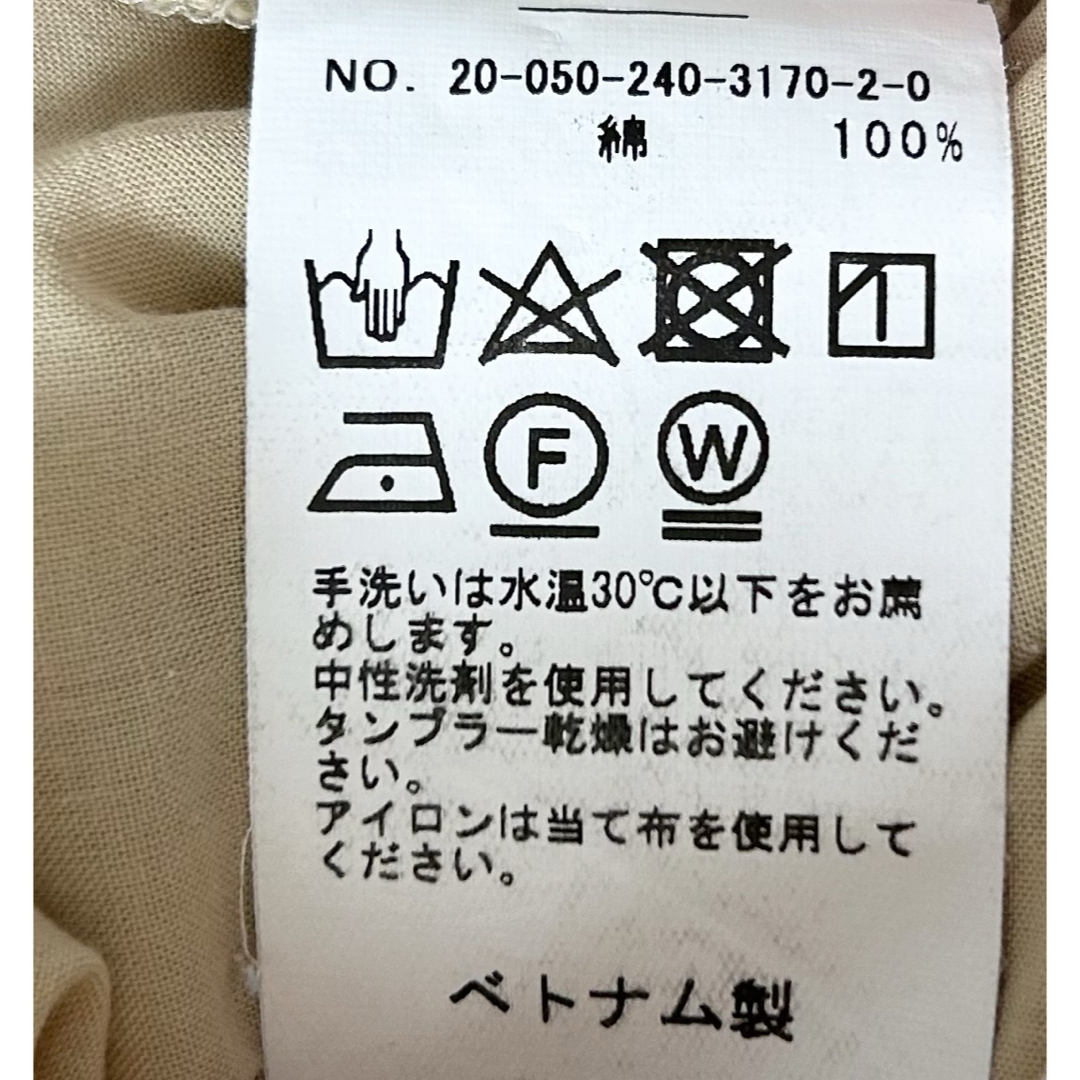 NO. 20-050-240-3170-2-0
綿 100%
F W
手洗いは水温30℃以下をお薦
めします。
中性洗剤を使用してください。
タンブラー乾燥はお避けくだ
さい。
アイロンは当て布を使用して
ください。
ベトナム製